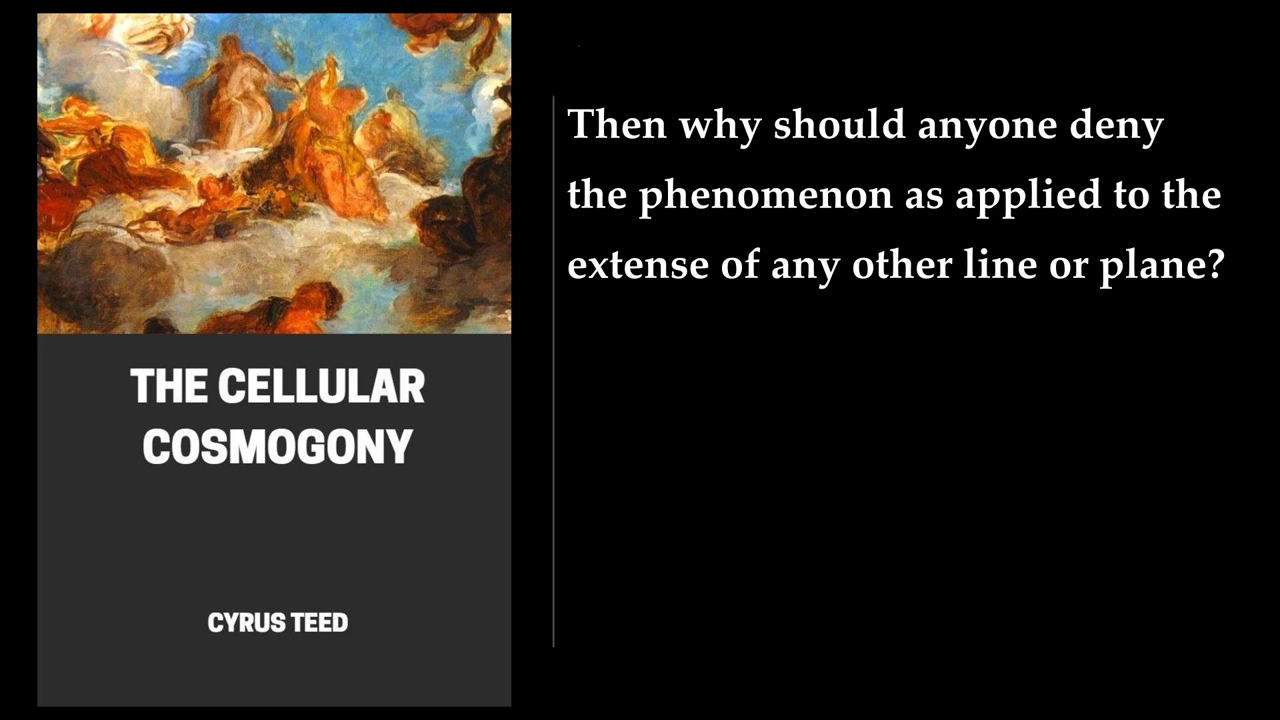 THE CELLULAR
COSMOGONY
CYRUS TEED
Then why should anyone deny
the phenomenon as applied to the
extense of any other line or plane?